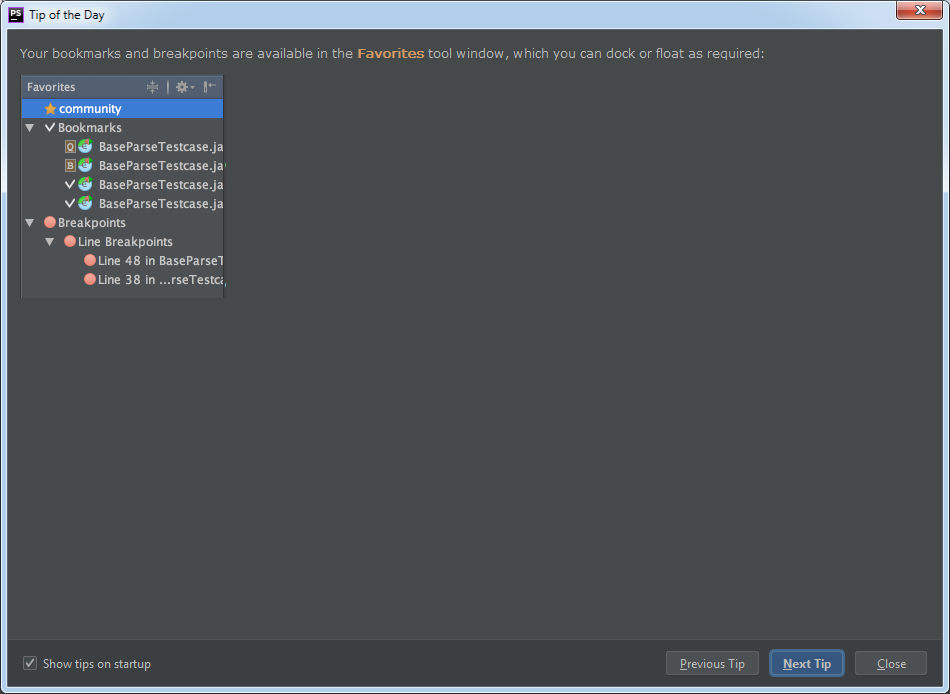 PS Tip of the Day
Your bookmarks and breakpoints are available in the Favorites tool window, which you can dock or float as required:
Favorites
community
Bookmarks
Q BaseParseTestcase.ja
B BaseParseTestcase.ja
BaseParseTestcase.ja
BaseParseTestcase.ja
Breakpoints
Line Breakpoints
Line 48 in BaseParseT
Line 38 in ...rseTestca
Show tips on startup
Previous Tip
Next Tip
Close